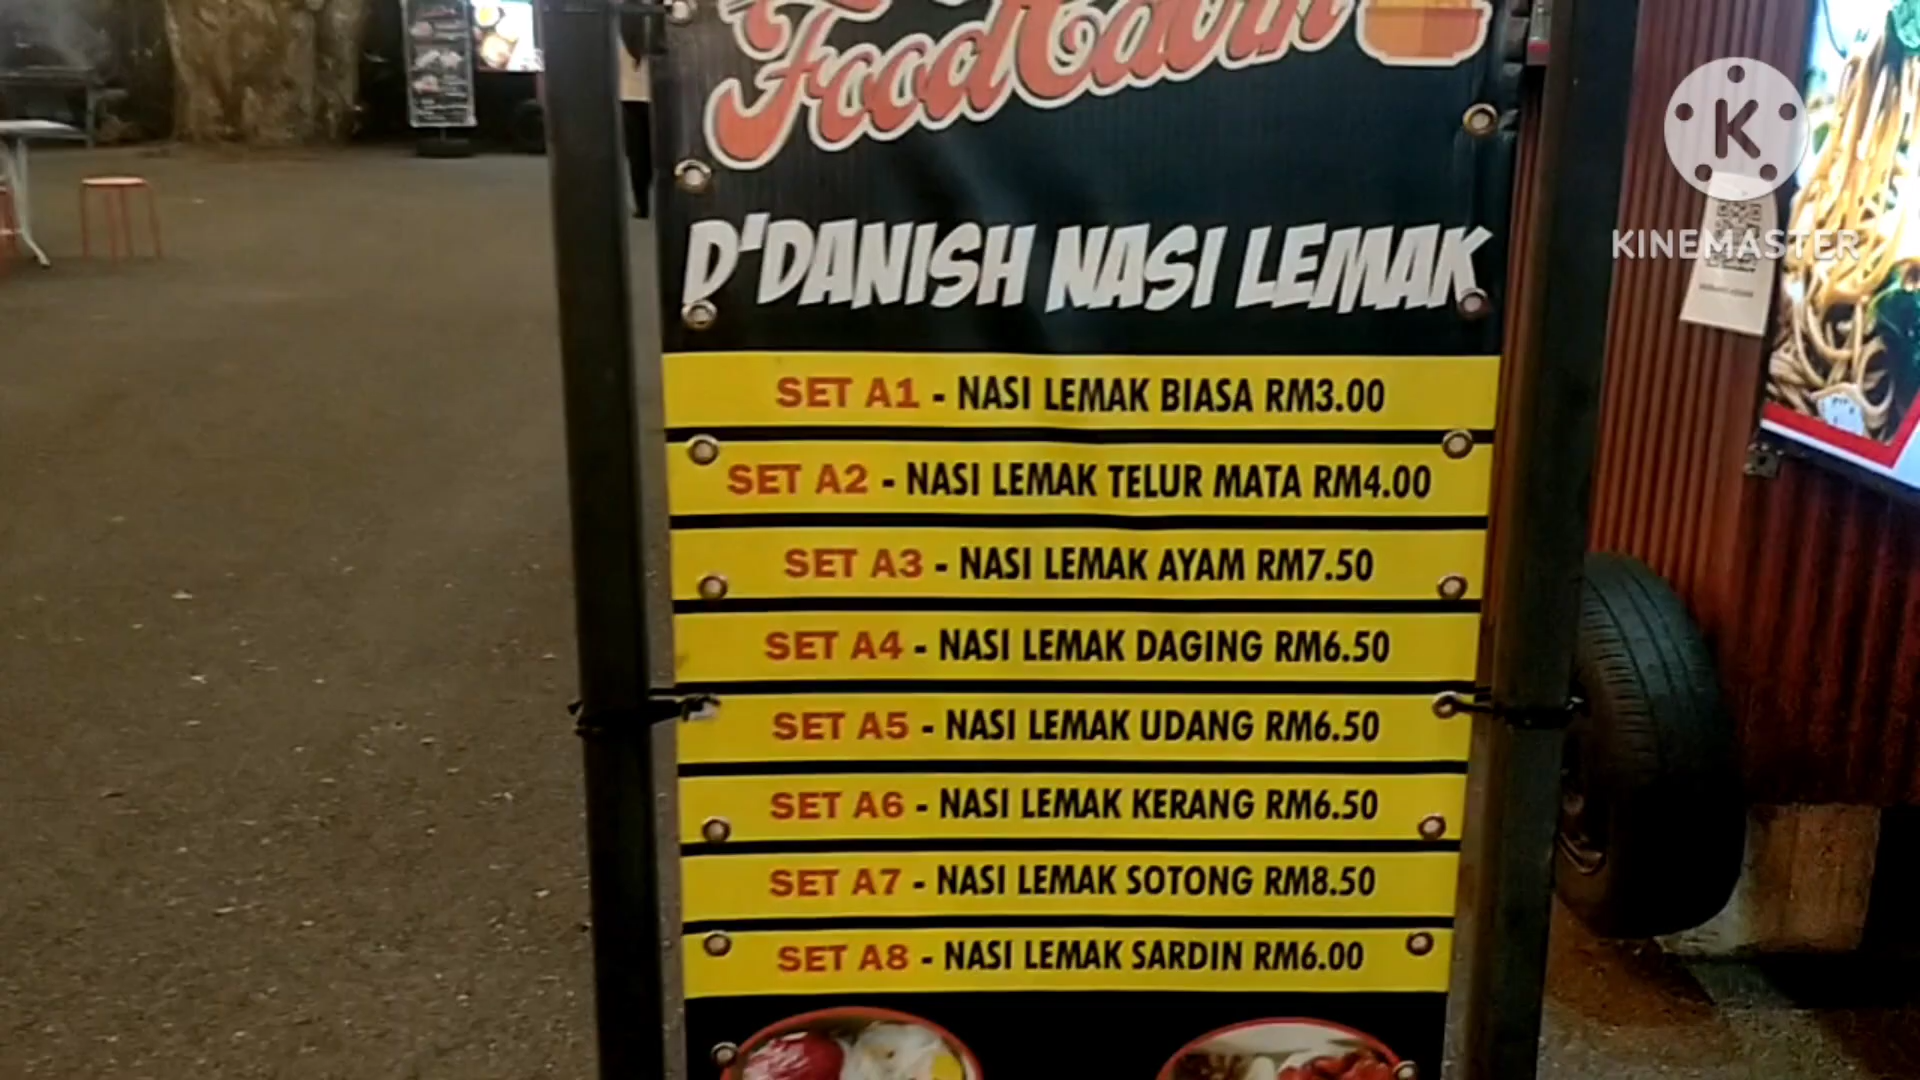 D'DANISH NASI LEMAK
SET A1 - NASI LEMAK BIASA RM3.00
SET A2 - NASI LEMAK TELUR MATA RM4.00
SET A3 - NASI LEMAK AYAM RM7.50
SET A4 - NASI LEMAK DAGING RM6.50
SET A5 - NASI LEMAK UDANG RM6.50
SET A6 - NASI LEMAK KERANG RM6.50
SET A7 - NASI LEMAK SOTONG RM8.50
SET A8 - NASI LEMAK SARDIN RM6.00
K
KINEMASTER